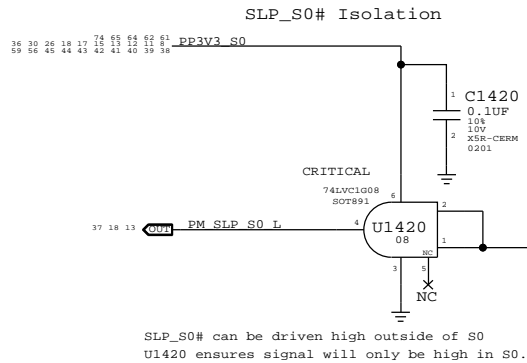 SLP_S0# Isolation
74 65 64 62 61
36 30 26 18 17 15 13 12 11 8
59 56 45 44 43 42 41 40 39 38
PP3V3_S0
1
C1420
0.1UF
10%
10V
2
X5R-CERM
0201
CRITICAL
74LVC1G08
SOT891
6
2
37 18 13
OUT
PM_SLP_S0_L
4
U1420
08
1
NC
3
5
NC
SLP_S0# can be driven high outside of S0
U1420 ensures signal will only be high in S0.